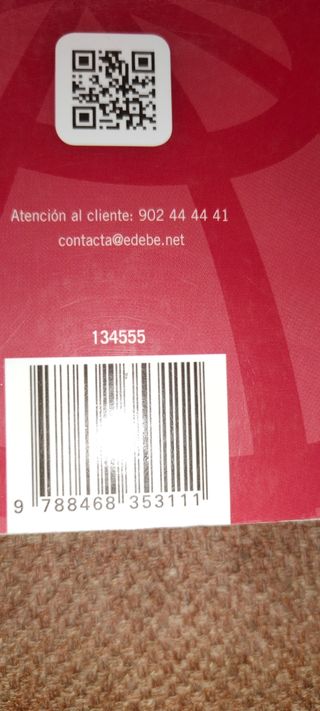 Atención al cliente: 902 44 44 41
contacta@edebe.net
134555
9 788468 353111